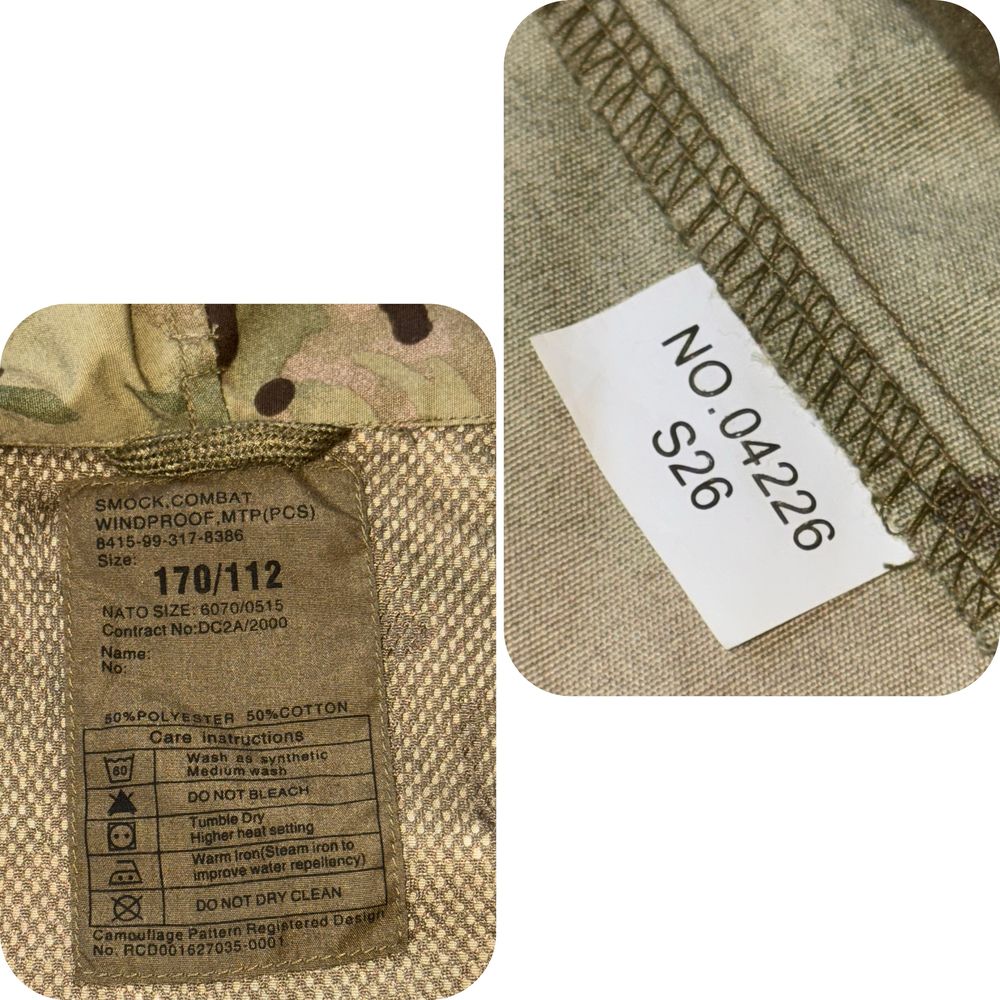 SMOCK,COMBAT
WINDPROOF,MTP(PCS)
8415-99-317-8386
Size:
170/112
NATO SIZE: 6070/0515
Contract No:DC2A/2000
Name:
No:
50%POLYESTER 50%COTTON
Care instructions
60
Wash as synthetic
Medium wash
DO NOT BLEACH
Tumble Dry
Higher heat setting
Warm iron(Steam iron to
improve water repellency)
DO NOT DRY CLEAN
Camouflage Pattern Registered Design
No. RCD001627035-0001
NO.04226
S26